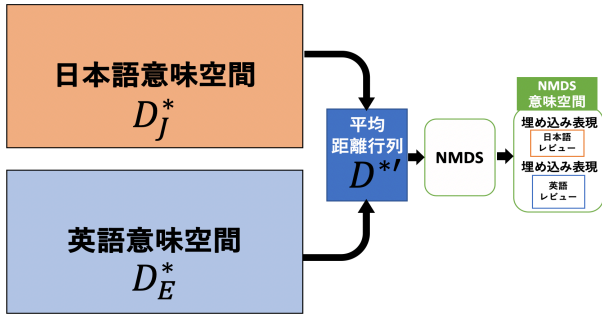 日本語意味空間
D_J^*
英語意味空間
D_E^*
平均
距離行列
D^{*′}
NMDS
NMDS
意味空間
埋め込み表現
日本語
レビュー
埋め込み表現
英語
レビュー